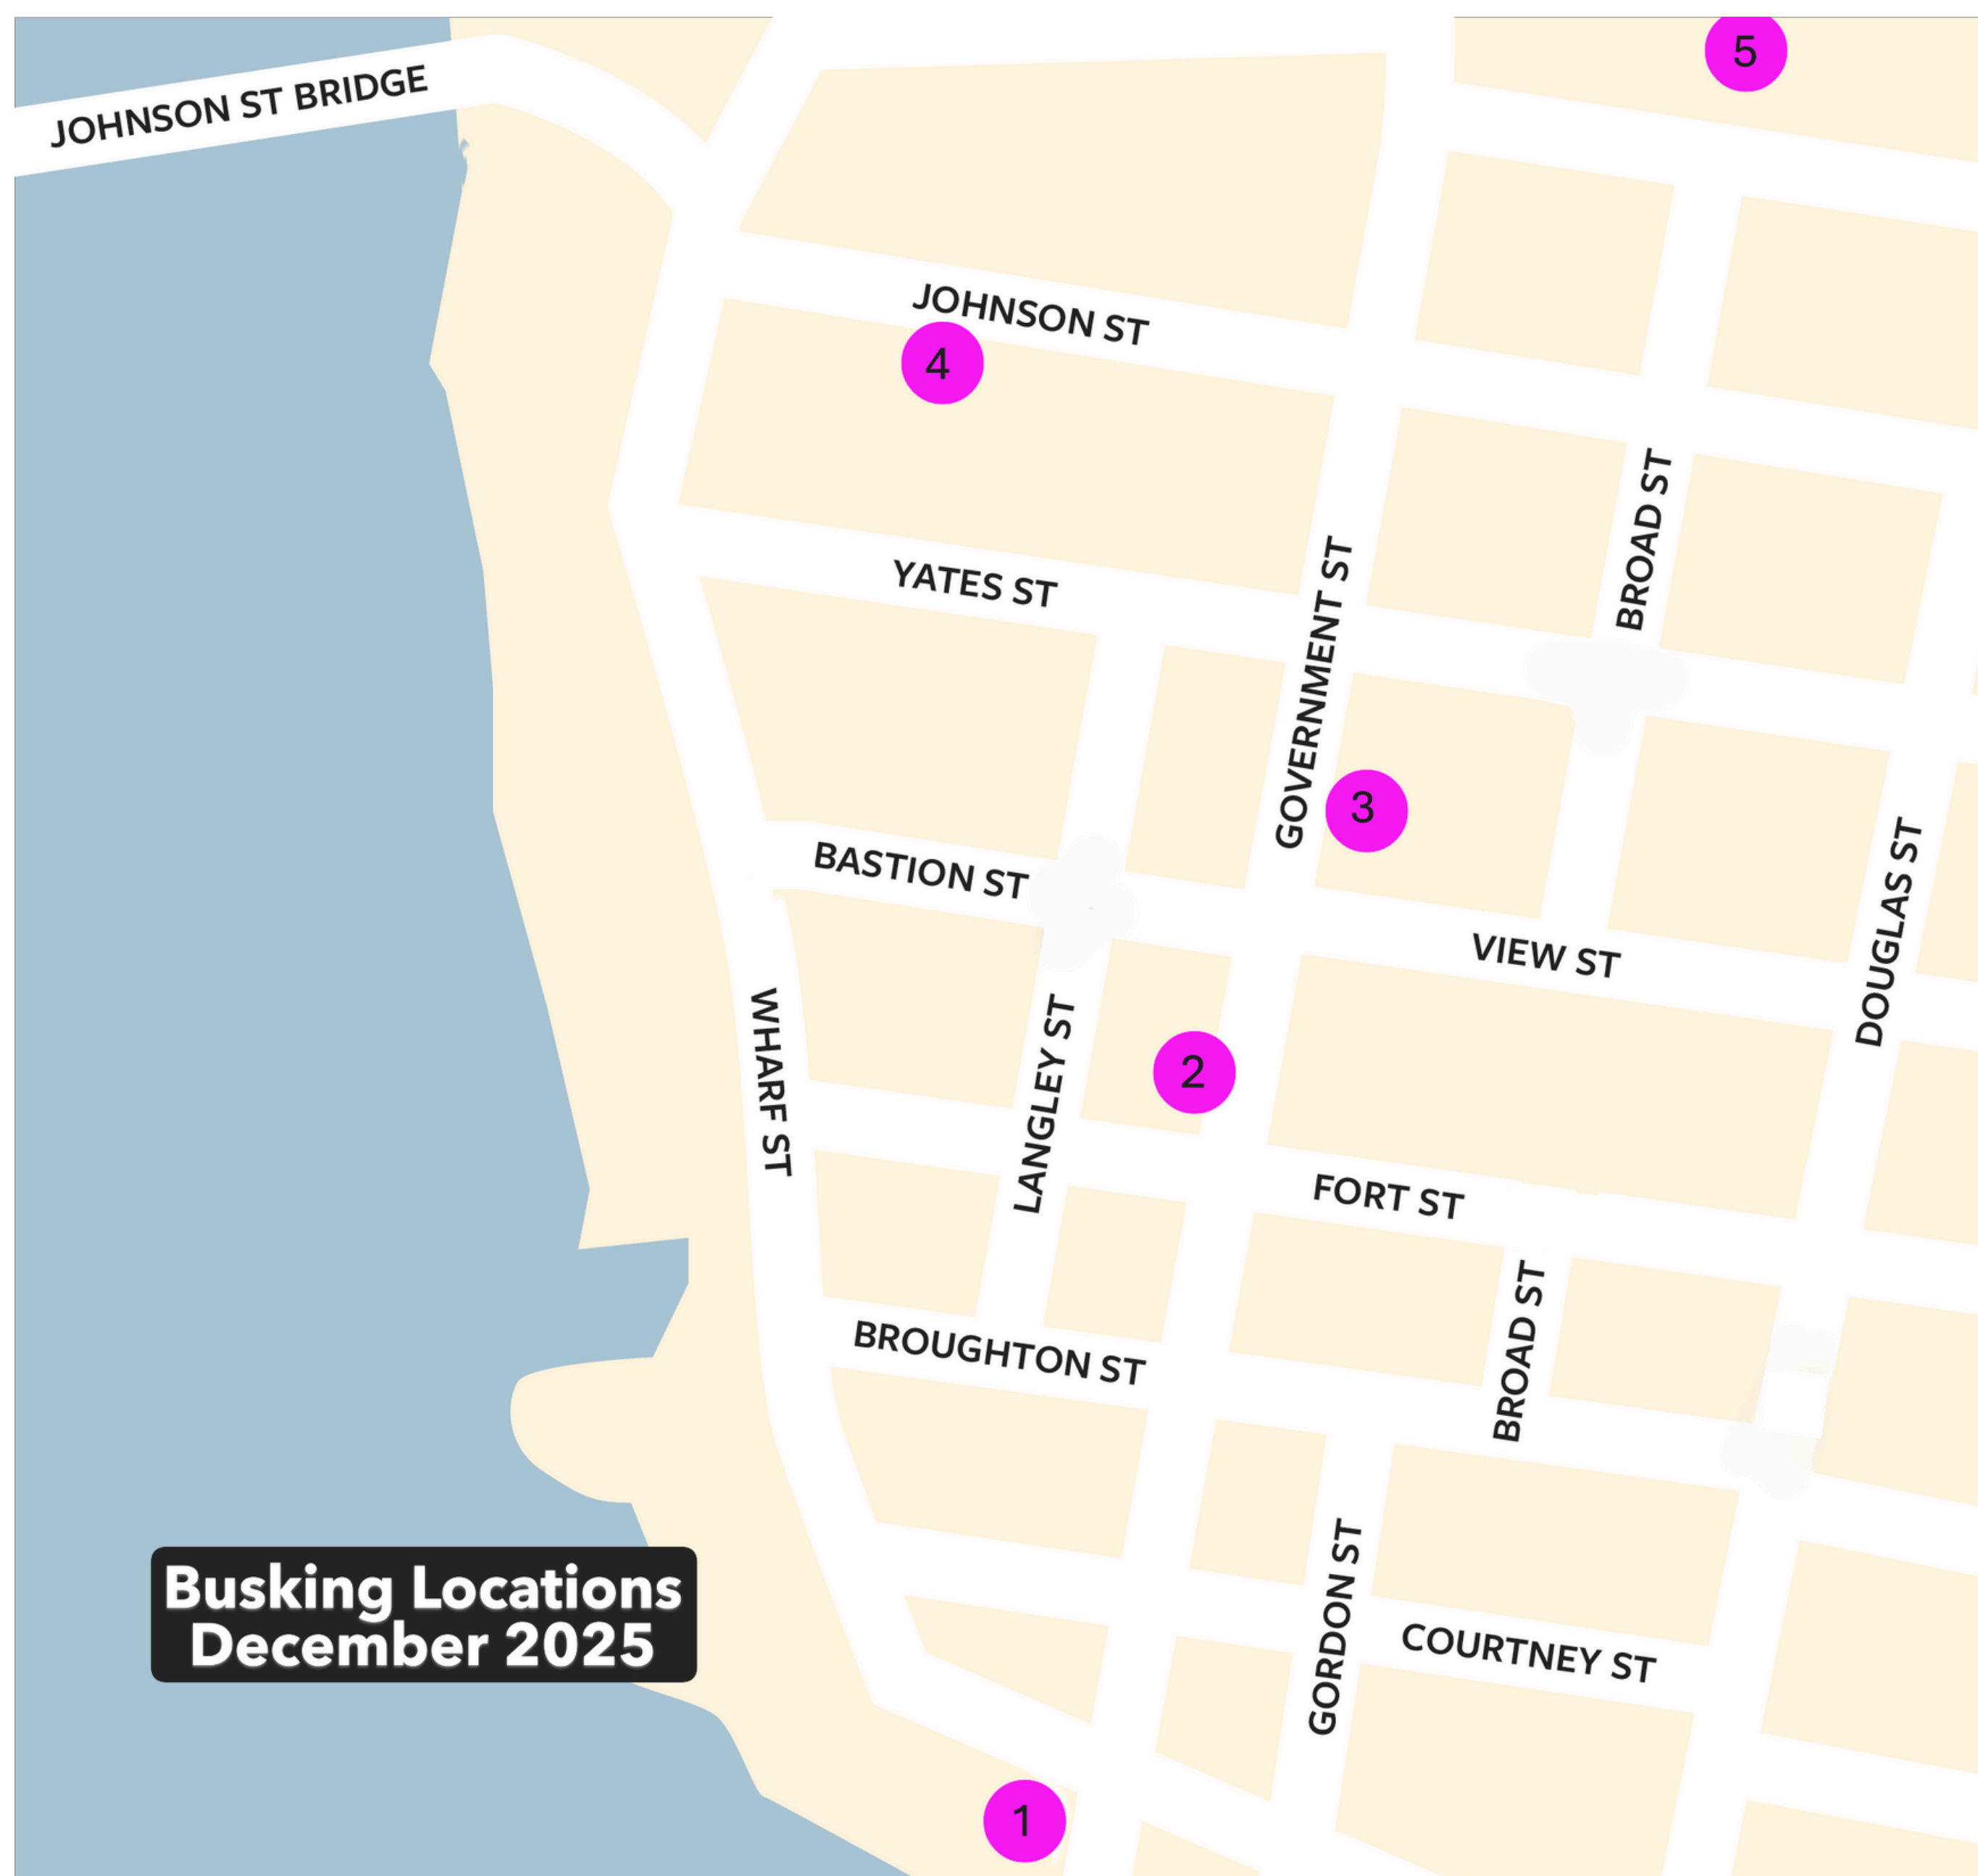 5
JOHNSON ST BRIDGE
JOHNSON ST
4
BROAD ST
YATES ST
GOVERNMENT ST
3
BASTION ST
DOUGLAS ST
VIEW ST
WHARF ST
LANGLEY ST
2
FORT ST
BROAD ST
BROUGHTON ST
GORDON ST
Busking Locations
December 2025
COURTNEY ST
1